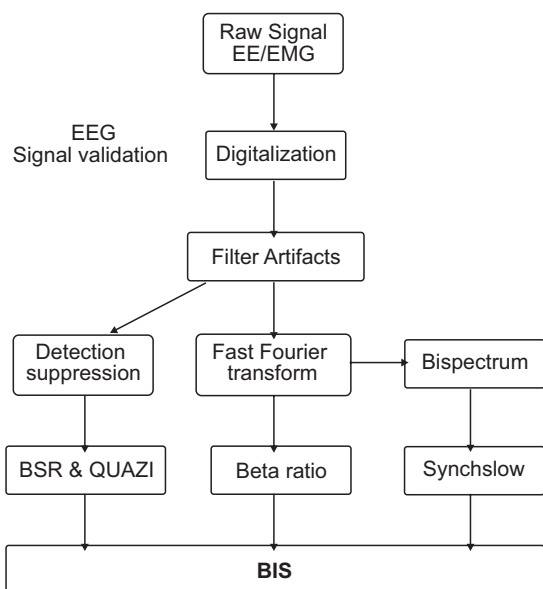 Raw Signal
EE/EMG
EEG
Signal validation
Digitalization
Filter Artifacts
Detection
suppression
Fast Fourier
transform
Bispectrum
BSR & QUAZI
Beta ratio
Synchslow
BIS